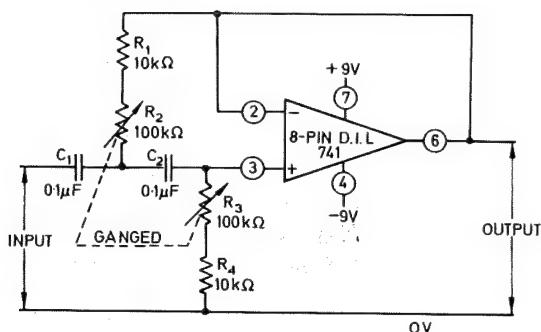 R1
10kΩ
R2
100kΩ
C1
0·1μF
C2
0·1μF
GANGED
R3
100kΩ
R4
10kΩ
INPUT
2
−
3
+
8-PIN D.I.L
741
+9V
7
4
−9V
6
OUTPUT
0V